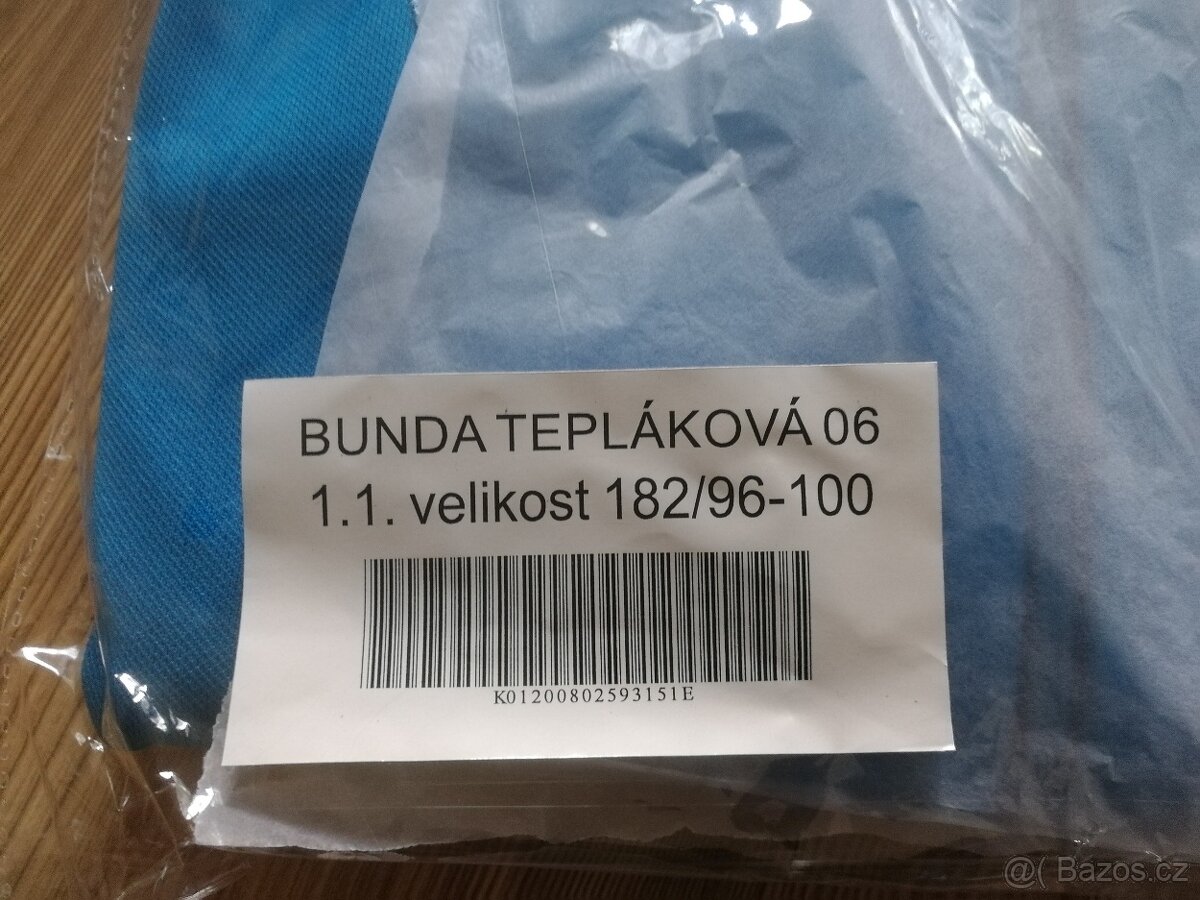 BUNDA TEPLÁKOVÁ 06
1.1. velikost 182/96-100
K01200802593151E
@( Bazos.cz